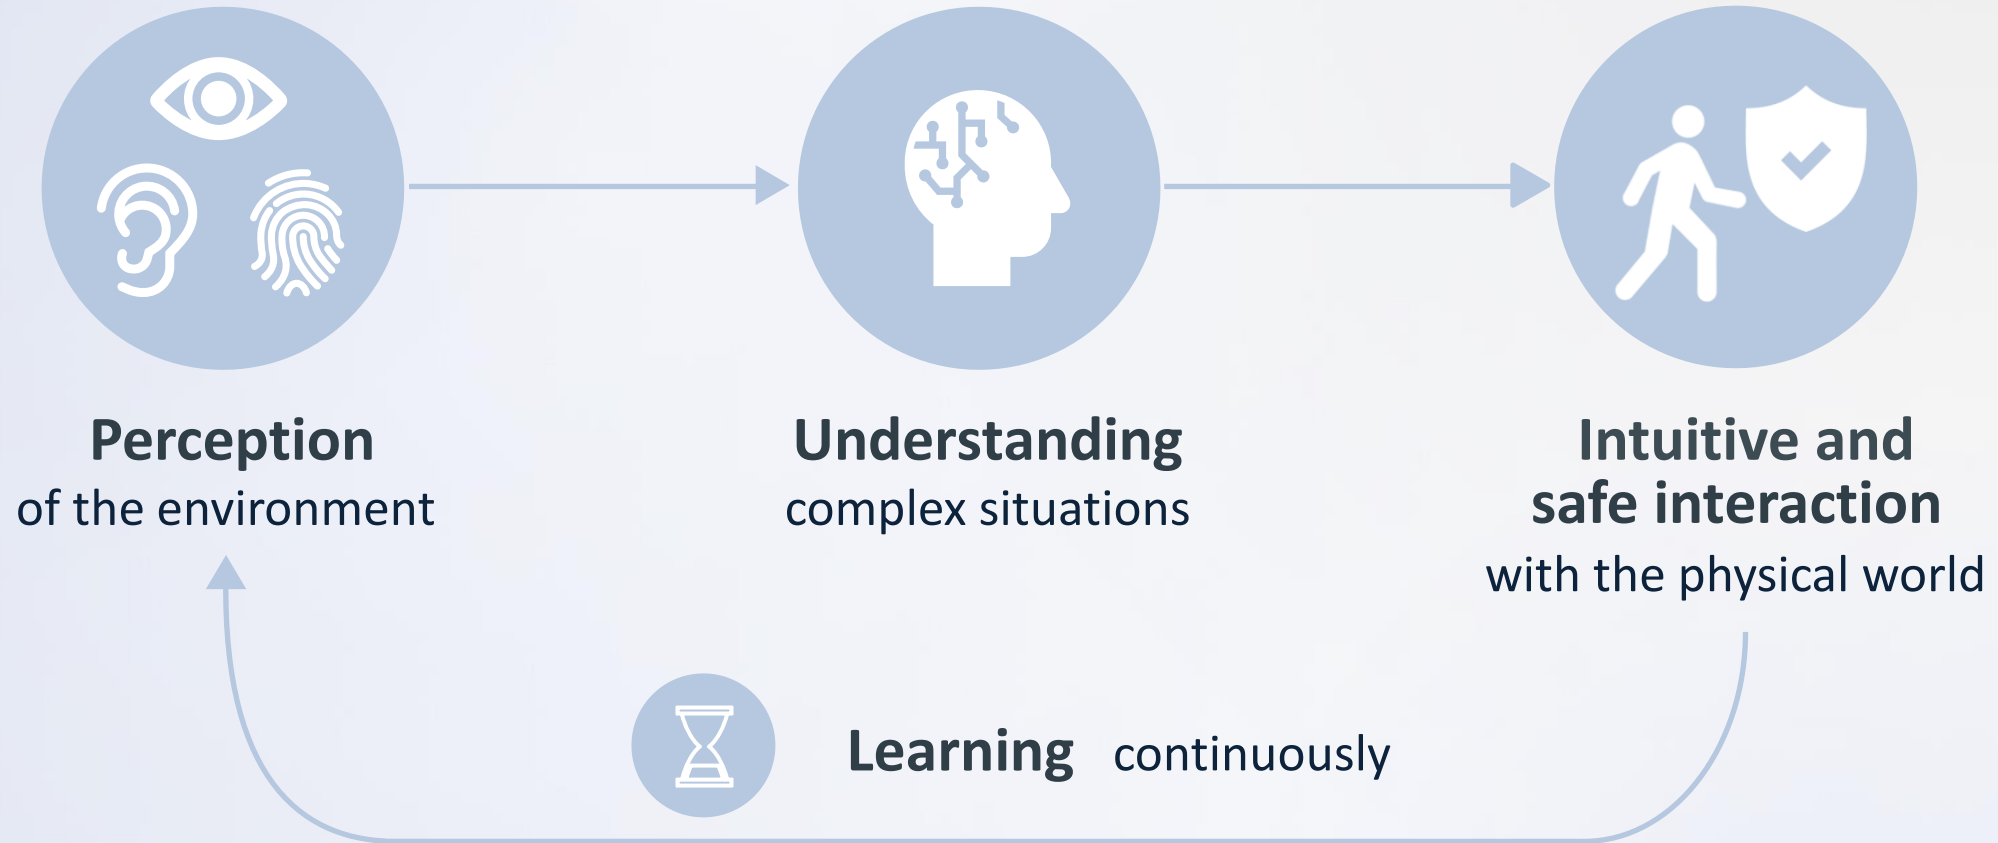 Perception
of the environment
Understanding
complex situations
Intuitive and
safe interaction
with the physical world
Learning continuously